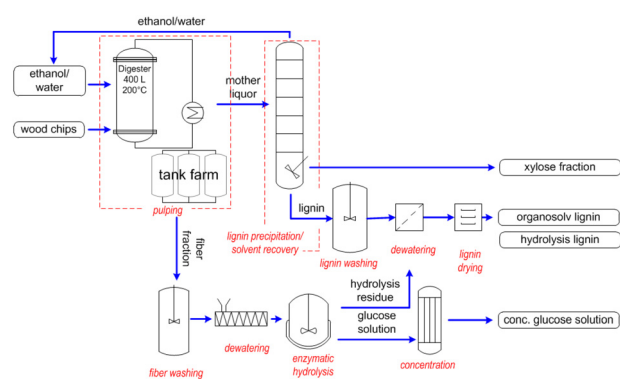 ethanol/water
ethanol/
water
Digester
400 L
200°C
mother
liquor
wood chips
tank farm
pulping
xylose fraction
lignin
lignin precipitation/
solvent recovery
lignin washing
dewatering
lignin
drying
organosolv lignin
hydrolysis lignin
fiber
fraction
hydrolysis
residue
glucose
solution
fiber washing
dewatering
enzymatic
hydrolysis
concentration
conc. glucose solution